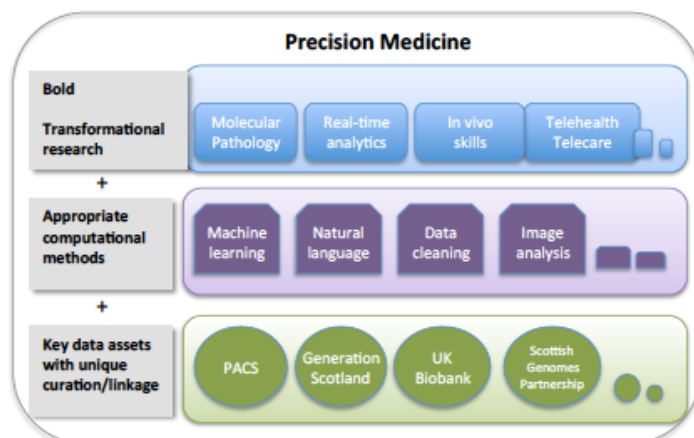 Precision Medicine
Bold
Transformational
research
Molecular
Pathology
Real-time
analytics
In vivo
skills
Telehealth
Telecare
+
Appropriate
computational
methods
Machine
learning
Natural
language
Data
cleaning
Image
analysis
+
Key data assets
with unique
curation/linkage
PACS
Generation
Scotland
UK
Biobank
Scottish
Genomes
Partnership